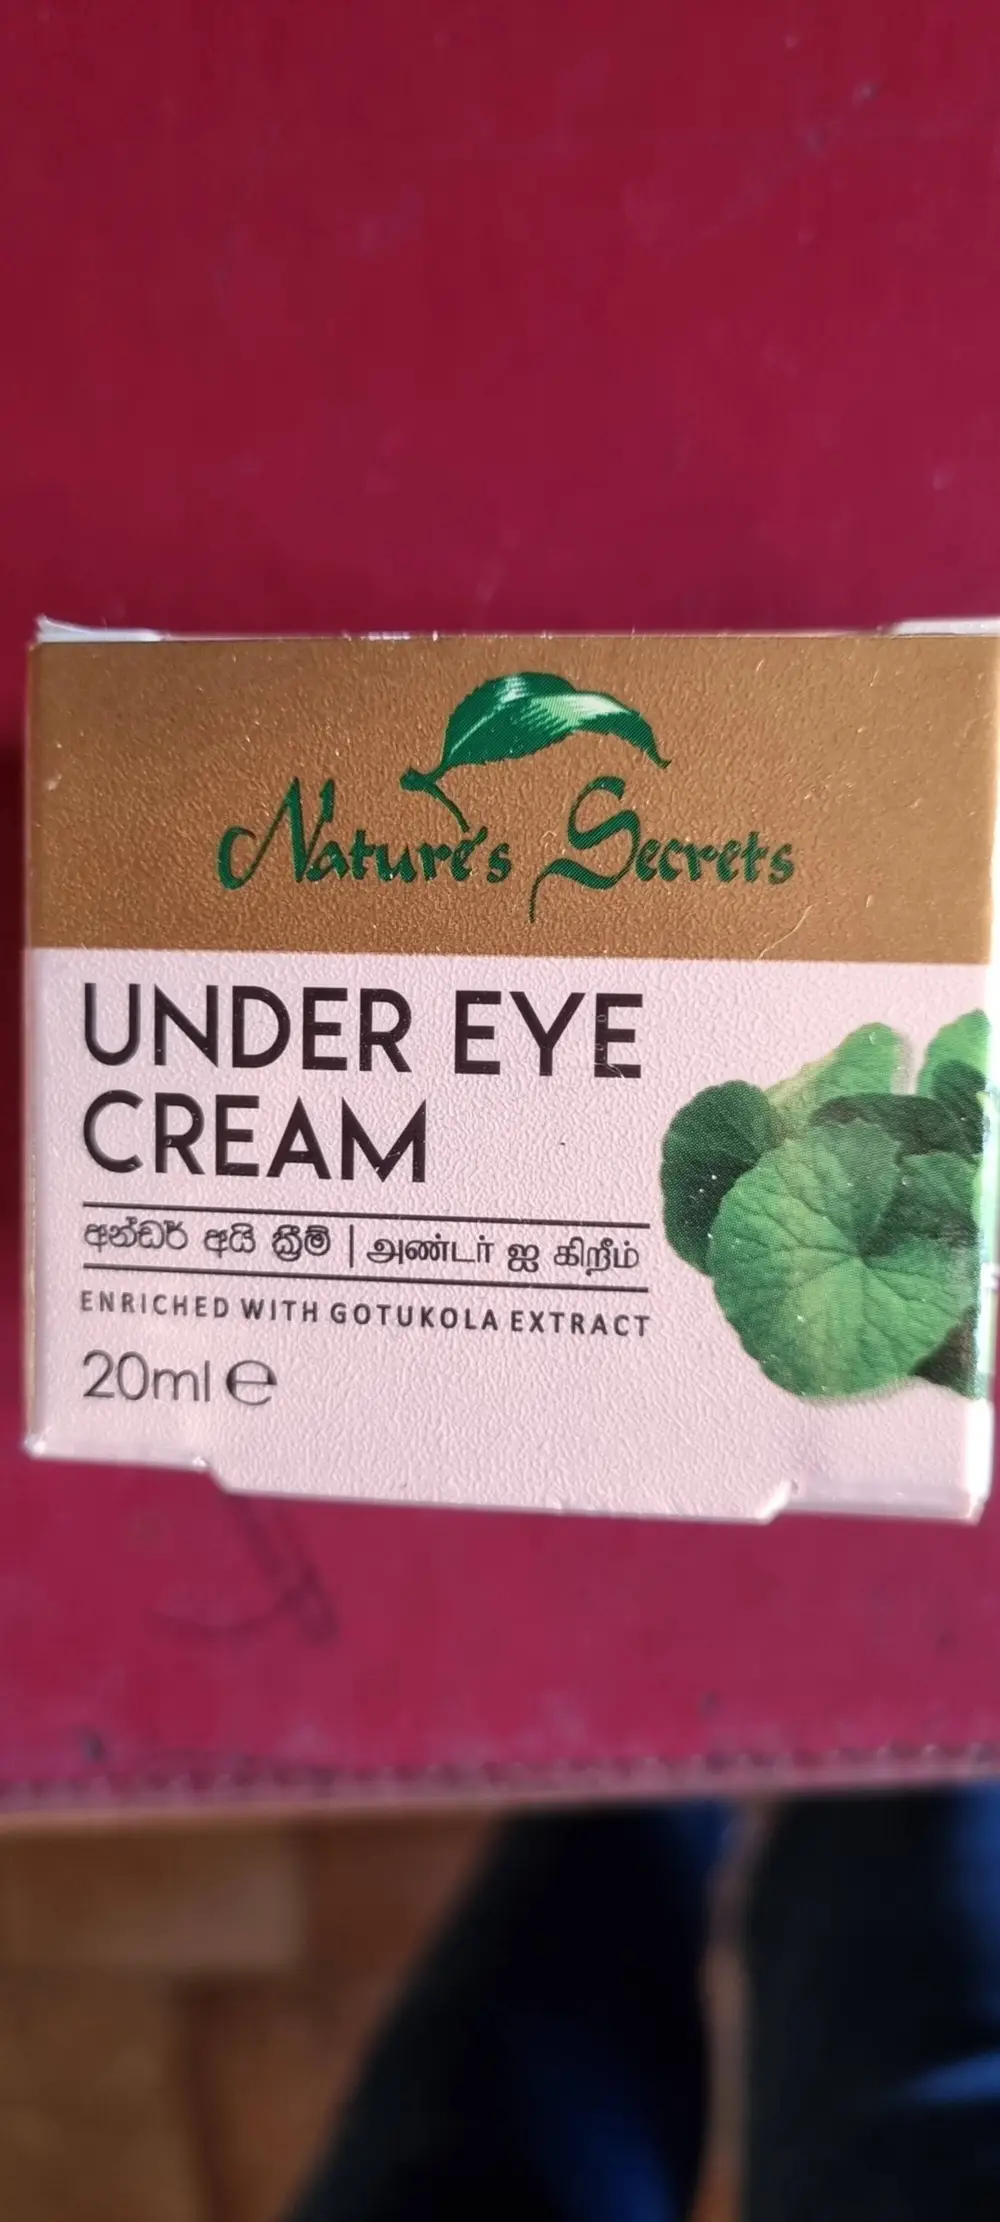 Nature's Secrets
UNDER EYE
CREAM
අන්ඩර් අයි ක්‍රීම් | அண்டர் ஐ கிறீம்
ENRICHED WITH GOTUKOLA EXTRACT
20ml ℮